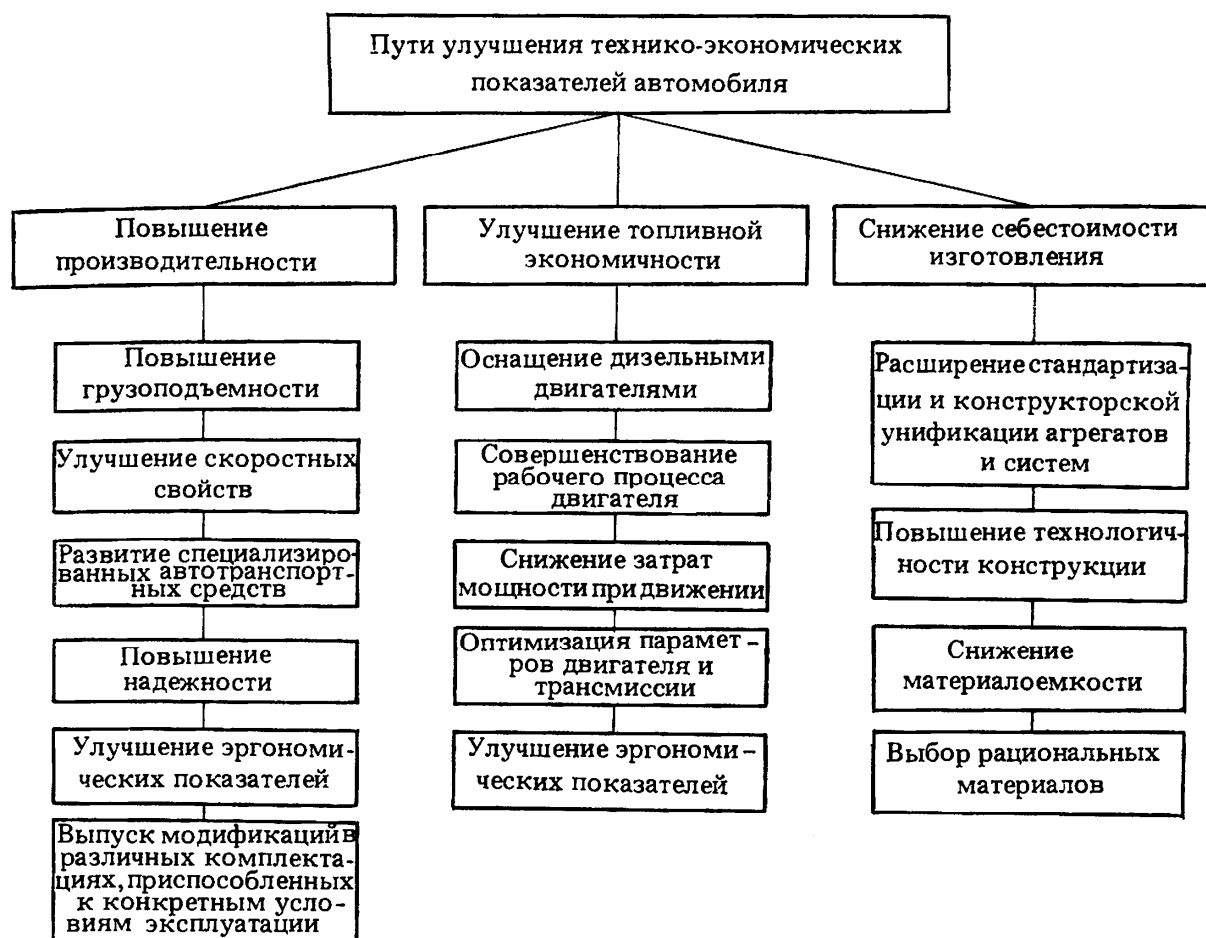 Пути улучшения технико-экономических
показателей автомобиля
Повышение
производительности
Повышение
грузоподъемности
Улучшение скоростных
свойств
Развитие специализиро-
ванных автотранспорт-
ных средств
Повышение
надежности
Улучшение эргономи-
ческих показателей
Выпуск модификаций в
различных комплекта-
циях, приспособленных
к конкретным усло-
виям эксплуатации
Улучшение топливной
экономичности
Оснащение дизельными
двигателями
Совершенствование
рабочего процесса
двигателя
Снижение затрат
мощности при движении
Оптимизация парамет-
ров двигателя и
трансмиссии
Улучшение эргономи-
ческих показателей
Снижение себестоимости
изготовления
Расширение стандартиза-
ции и конструкторской
унификации агрегатов
и систем
Повышение технологич-
ности конструкции
Снижение
материалоемкости
Выбор рациональных
материалов